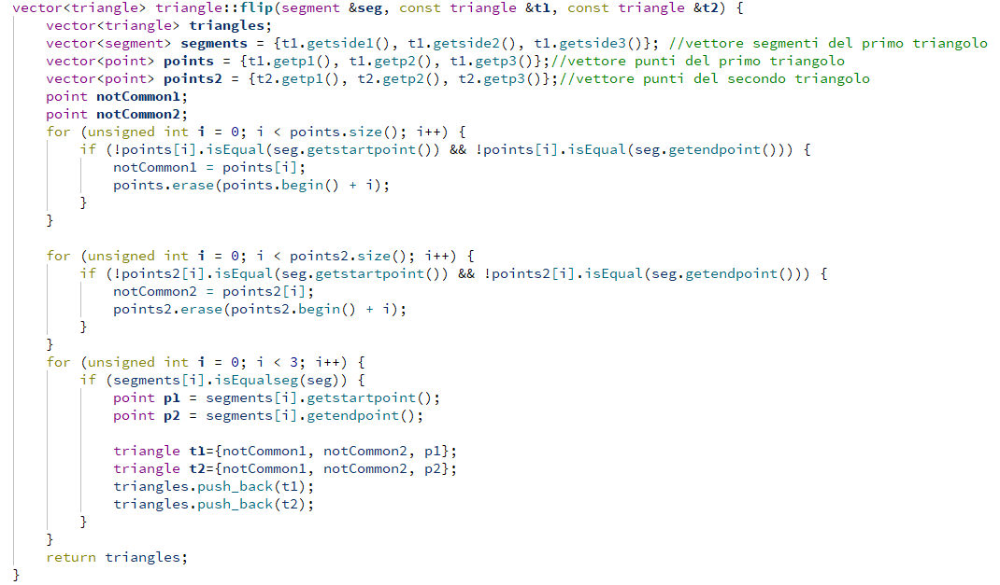 vector<triangle> triangle::flip(segment &seg, const triangle &t1, const triangle &t2) {
    vector<triangle> triangles;
    vector<segment> segments = {t1.getside1(), t1.getside2(), t1.getside3()}; //vettore segmenti del primo triangolo
    vector<point> points = {t1.getp1(), t1.getp2(), t1.getp3()};//vettore punti del primo triangolo
    vector<point> points2 = {t2.getp1(), t2.getp2(), t2.getp3()};//vettore punti del secondo triangolo
    point notCommon1;
    point notCommon2;
    for (unsigned int i = 0; i < points.size(); i++) {
        if (!points[i].isEqual(seg.getstartpoint()) && !points[i].isEqual(seg.getendpoint())) {
            notCommon1 = points[i];
            points.erase(points.begin() + i);
        }
    }

    for (unsigned int i = 0; i < points2.size(); i++) {
        if (!points2[i].isEqual(seg.getstartpoint()) && !points2[i].isEqual(seg.getendpoint())) {
            notCommon2 = points2[i];
            points2.erase(points2.begin() + i);
        }
    }
    for (unsigned int i = 0; i < 3; i++) {
        if (segments[i].isEqualseg(seg)) {
            point p1 = segments[i].getstartpoint();
            point p2 = segments[i].getendpoint();

            triangle t1={notCommon1, notCommon2, p1};
            triangle t2={notCommon1, notCommon2, p2};
            triangles.push_back(t1);
            triangles.push_back(t2);
        }
    }
    return triangles;
}